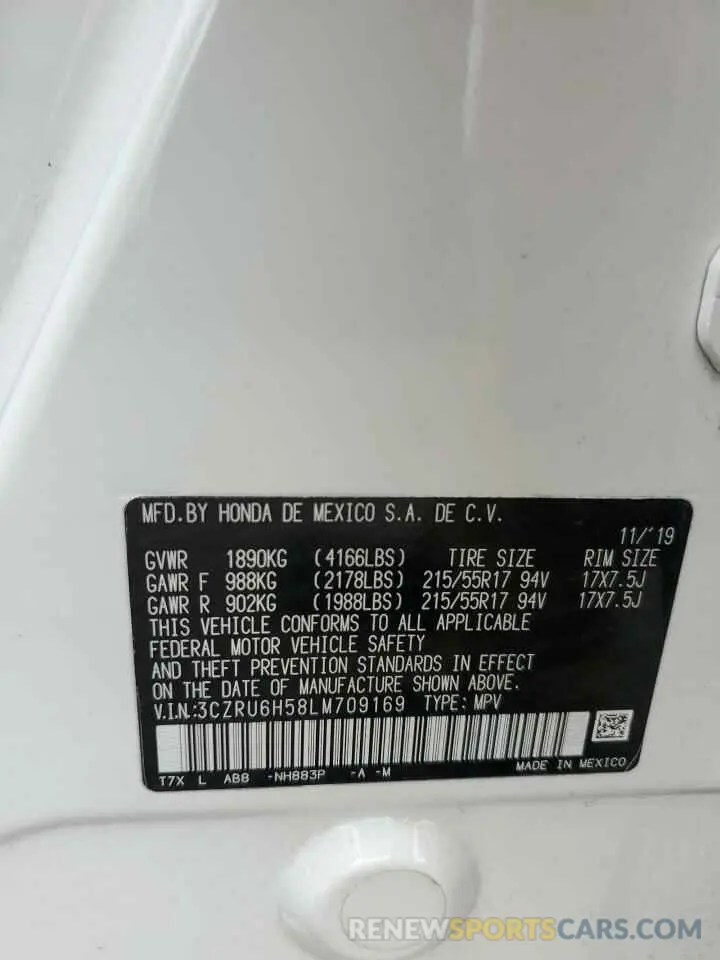 MFD.BY HONDA DE MEXICO S.A. DE C.V.
11/'19
GVWR 1890KG (4166LBS) TIRE SIZE RIM SIZE
GAWR F 988KG (2178LBS) 215/55R17 94V 17X7.5J
GAWR R 902KG (1988LBS) 215/55R17 94V 17X7.5J
THIS VEHICLE CONFORMS TO ALL APPLICABLE
FEDERAL MOTOR VEHICLE SAFETY
AND THEFT PREVENTION STANDARDS IN EFFECT
ON THE DATE OF MANUFACTURE SHOWN ABOVE.
V.I.N.:3CZRU6H58LM709169 TYPE: MPV
T7X L AB8 -NH883P -A -M MADE IN MEXICO
RENEWSPORTSCARS.COM